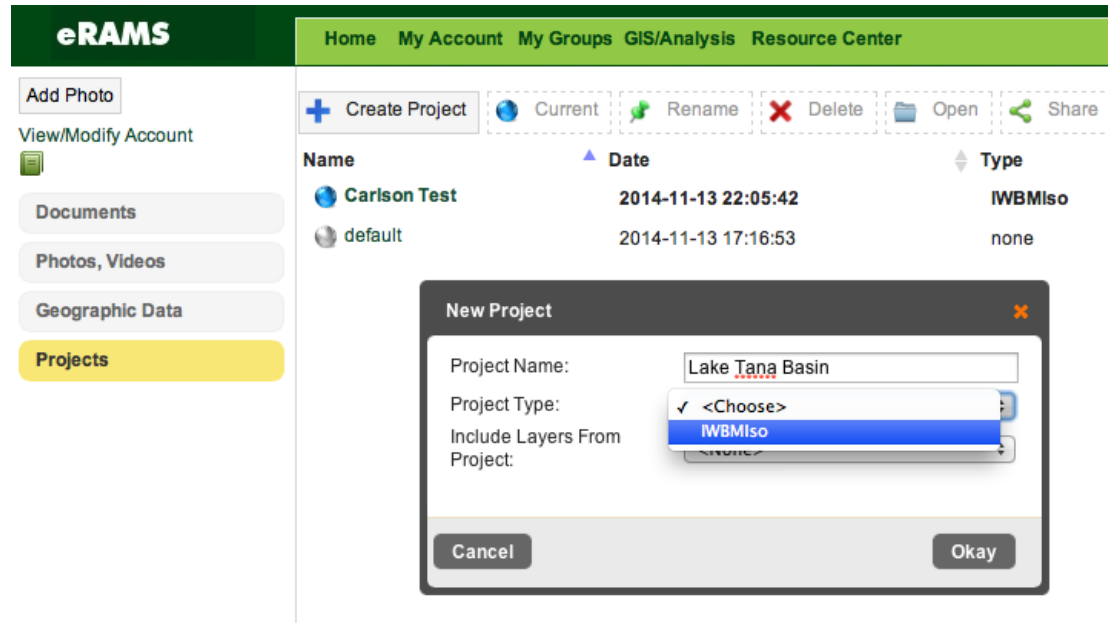 eRAMS
Home My Account My Groups GIS/Analysis Resource Center
Add Photo
View/Modify Account
Documents
Photos, Videos
Geographic Data
Projects
Create Project Current Rename Delete Open Share
Name Date Type
Carlson Test 2014-11-13 22:05:42 IWBMIso
default 2014-11-13 17:16:53 none
New Project
Project Name: Lake Tana Basin
Project Type: <Choose>
IWBMIso
Include Layers From
Project: <None>
Cancel Okay